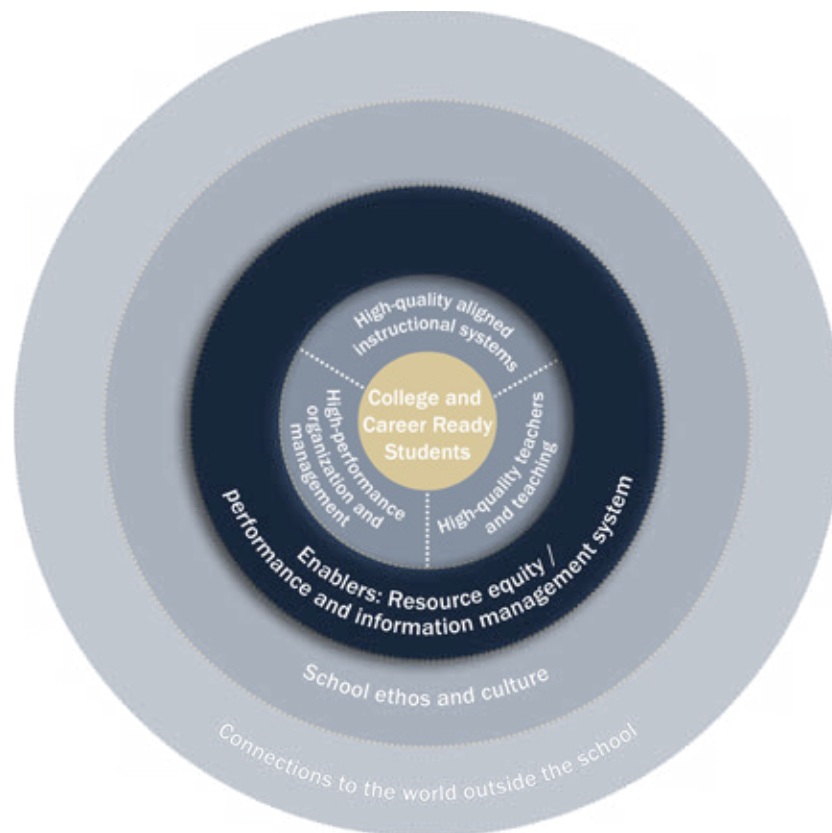 High-quality aligned
instructional systems
College and
Career Ready
Students
High-performance
organization and
management
High-quality teachers
and teaching
Enablers: Resource equity /
performance and information management system
School ethos and culture
Connections to the world outside the school